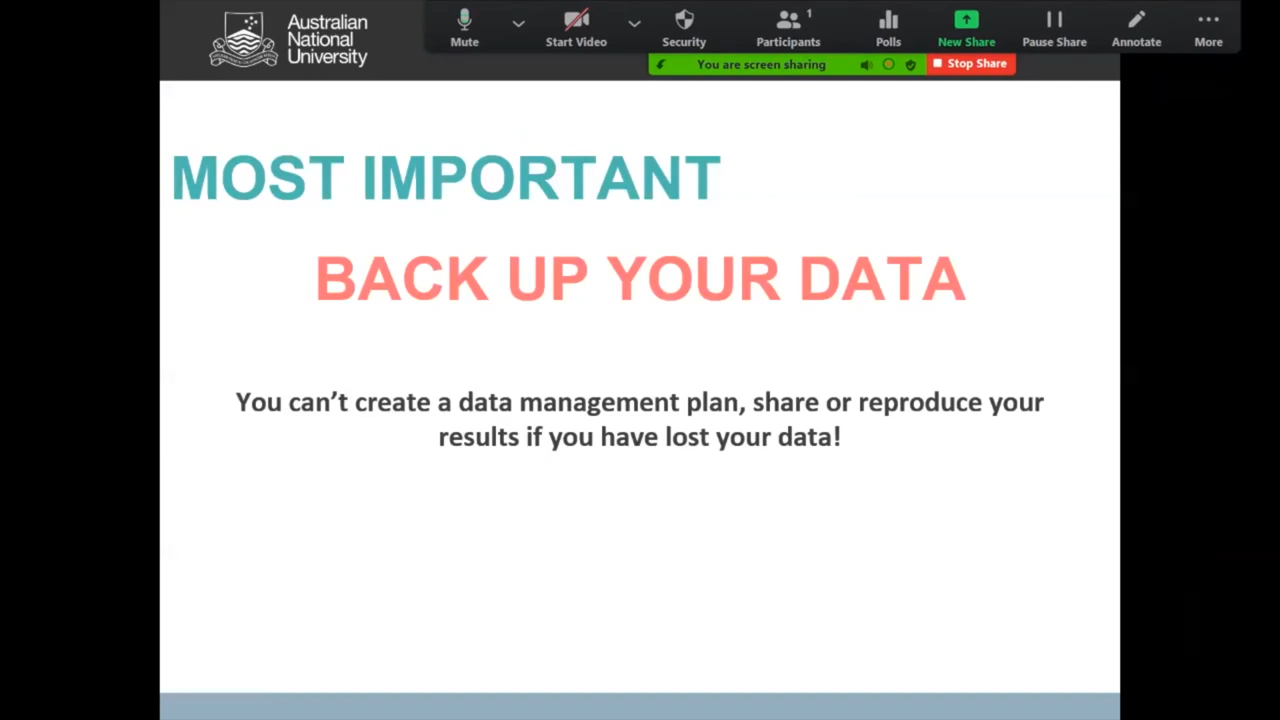 Australian
National
University
Mute
Start Video
Security
Participants
1
Polls
New Share
Pause Share
Annotate
More
You are screen sharing
Stop Share
MOST IMPORTANT
BACK UP YOUR DATA
You can't create a data management plan, share or reproduce your
results if you have lost your data!